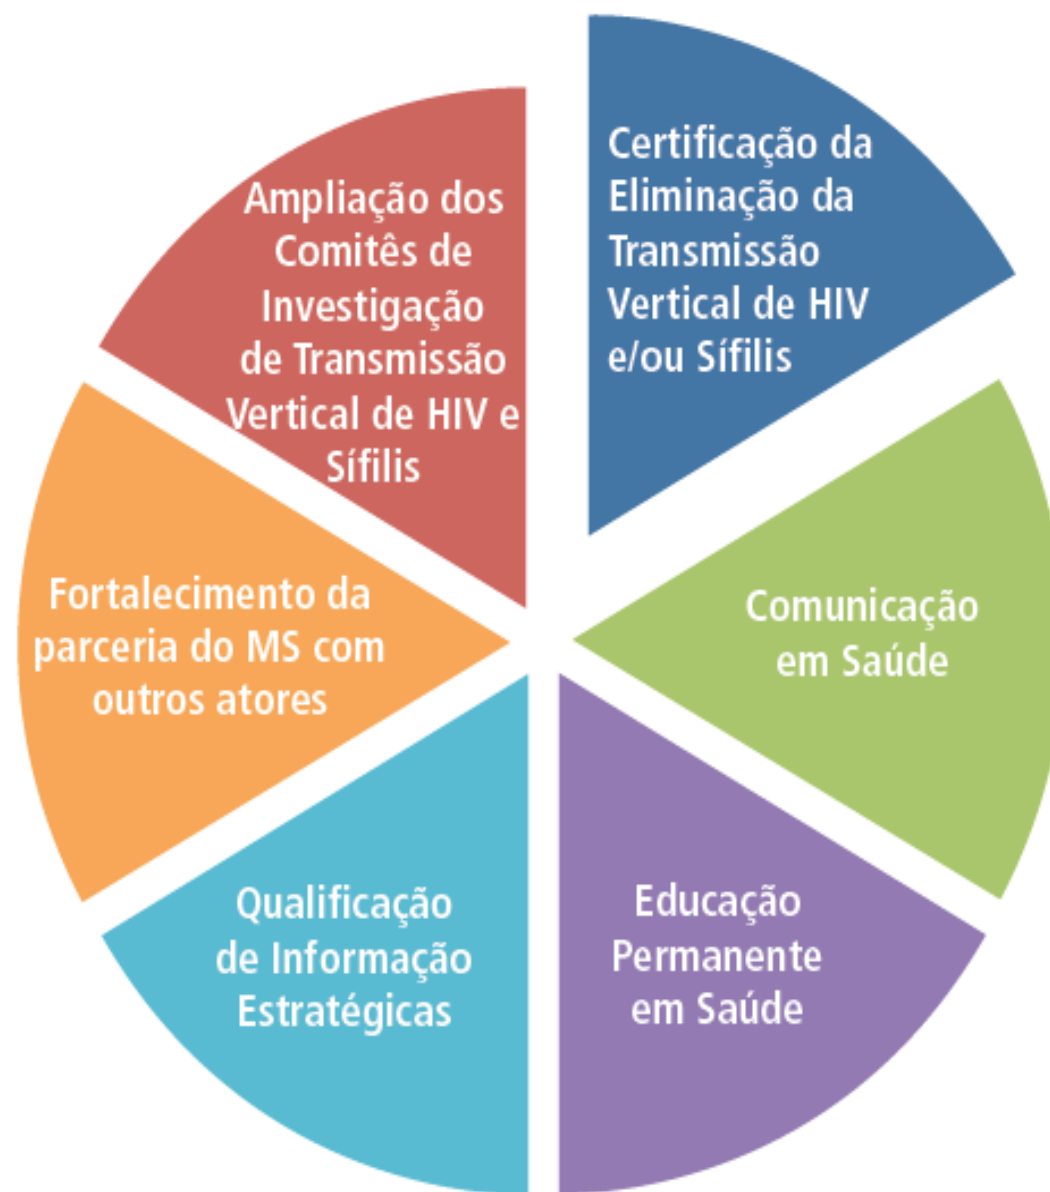 Certificação da
Eliminação da
Transmissão
Vertical de HIV
e/ou Sífilis
Comunicação
em Saúde
Educação
Permanente
em Saúde
Qualificação
de Informação
Estratégicas
Fortalecimento da
parceria do MS com
outros atores
Ampliação dos
Comitês de
Investigação
de Transmissão
Vertical de HIV e
Sífilis